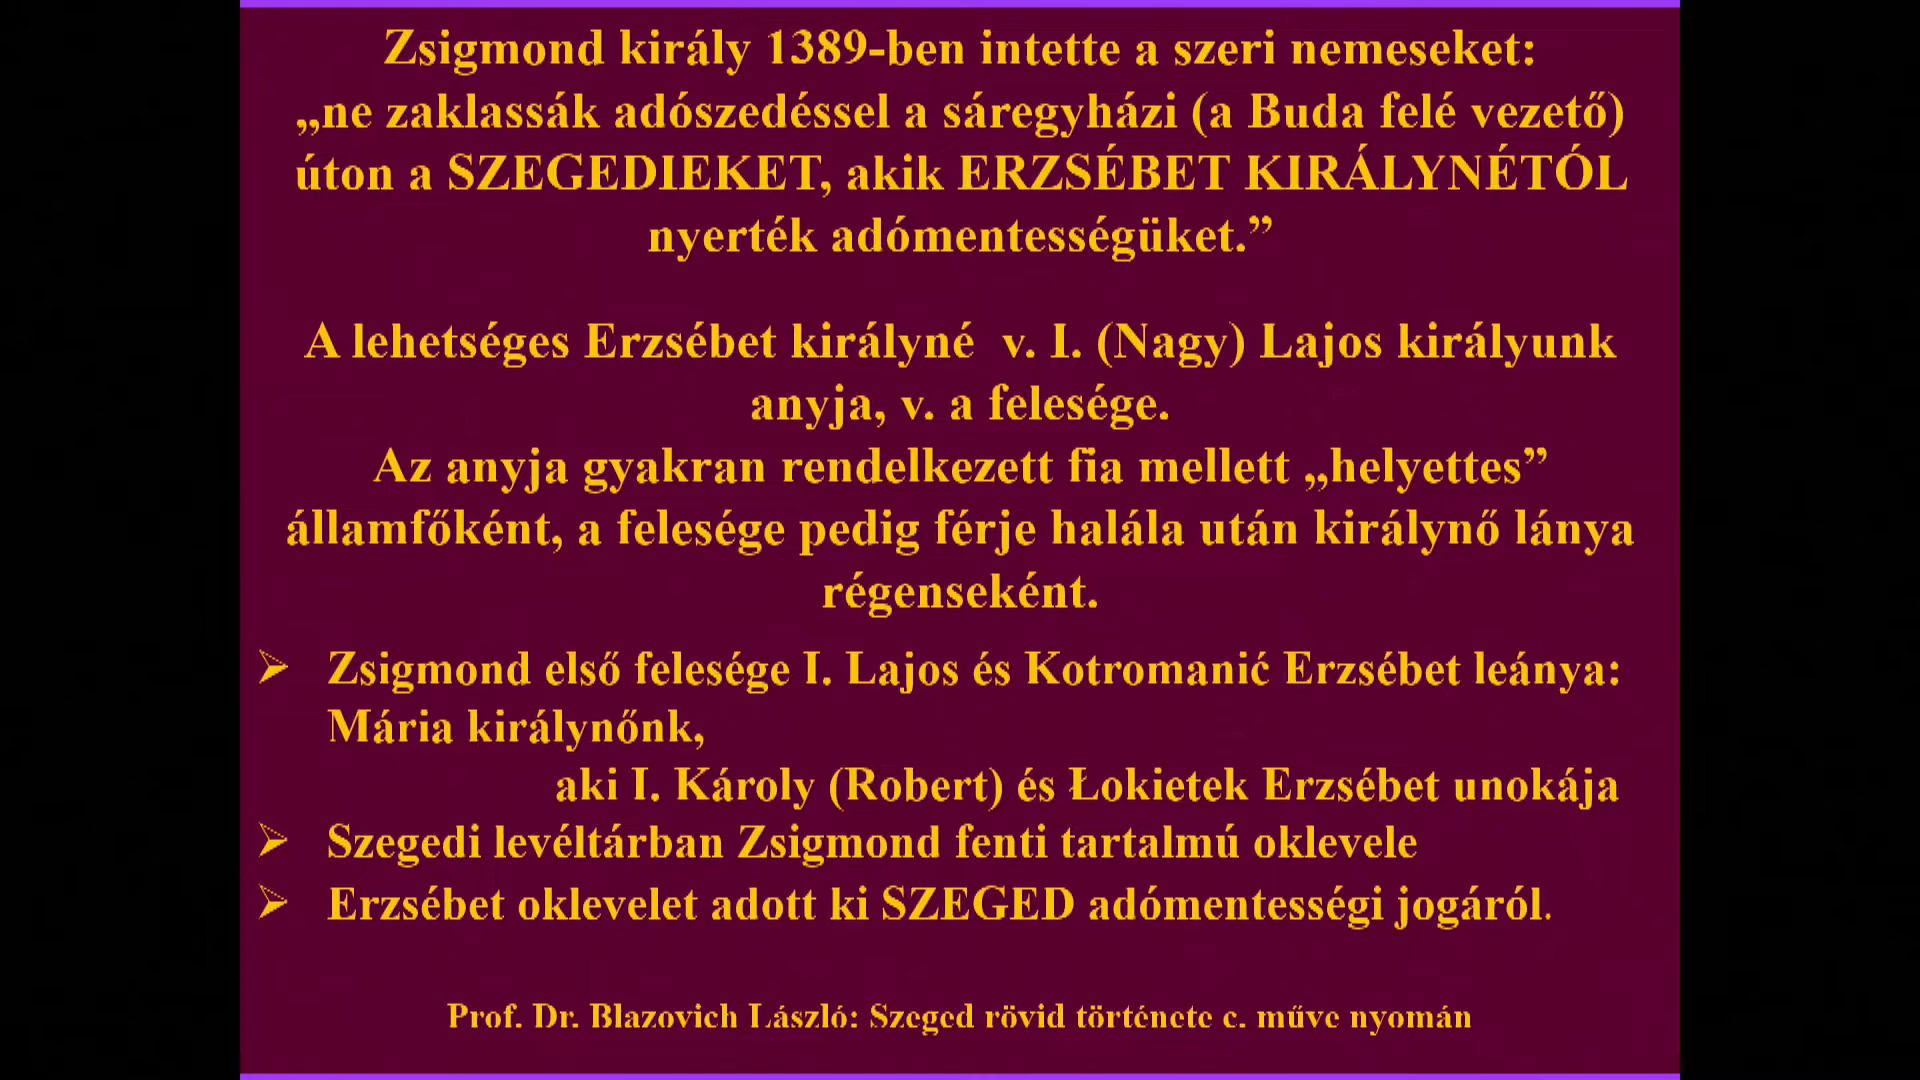 Zsigmond király 1389-ben intette a szeri nemeseket:
„ne zaklassák adószedéssel a sáregyházi (a Buda felé vezető)
úton a SZEGEDIEKET, akik ERZSÉBET KIRÁLYNÉTÓL
nyerték adómentességüket.”
A lehetséges Erzsébet királyné v. I. (Nagy) Lajos királyunk
anyja, v. a felesége.
Az anyja gyakran rendelkezett fia mellett „helyettes”
államfőként, a felesége pedig férje halála után királynő lánya
régenseként.
➢ Zsigmond első felesége I. Lajos és Kotromanić Erzsébet leánya:
Mária királynőnk,
aki I. Károly (Robert) és Łokietek Erzsébet unokája
➢ Szegedi levéltárban Zsigmond fenti tartalmú oklevele
➢ Erzsébet oklevelet adott ki SZEGED adómentességi jogáról.
Prof. Dr. Blazovich László: Szeged rövid története c. műve nyomán